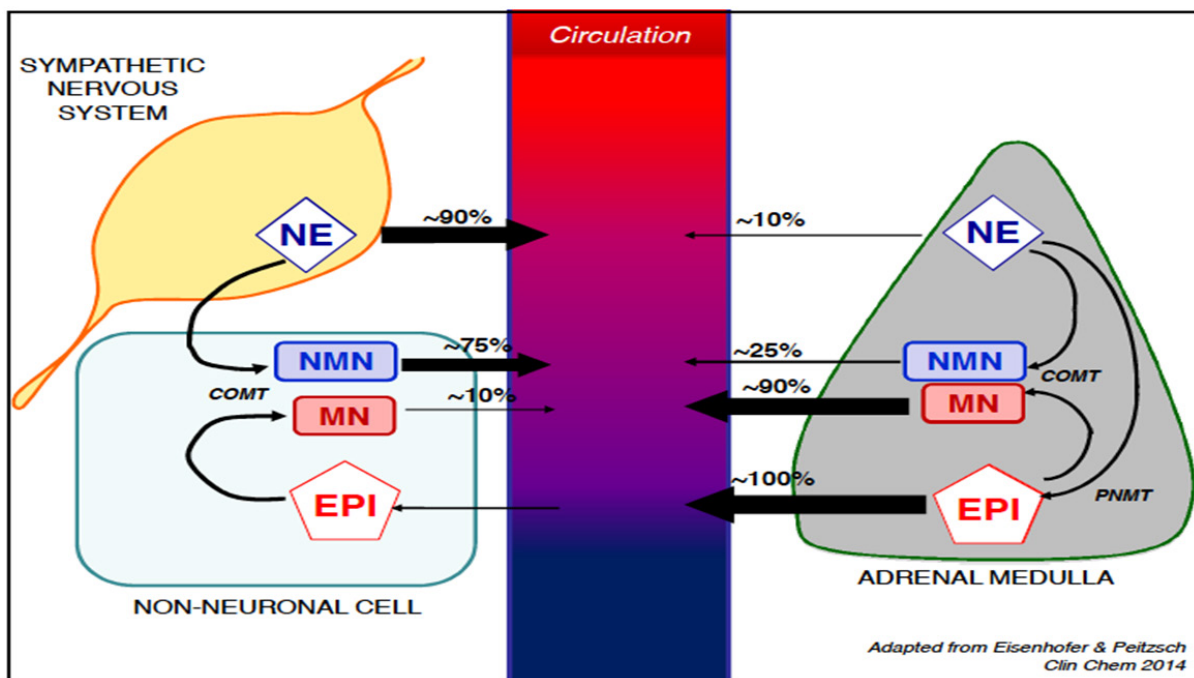 Circulation
SYMPATHETIC
NERVOUS
SYSTEM
NE
~90%
~10%
NE
NMN
~75%
~25%
NMN
COMT
COMT
MN
~10%
~90%
MN
EPI
~100%
EPI
PNMT
NON-NEURONAL CELL
ADRENAL MEDULLA
Adapted from Eisenhofer & Peitzsch
Clin Chem 2014